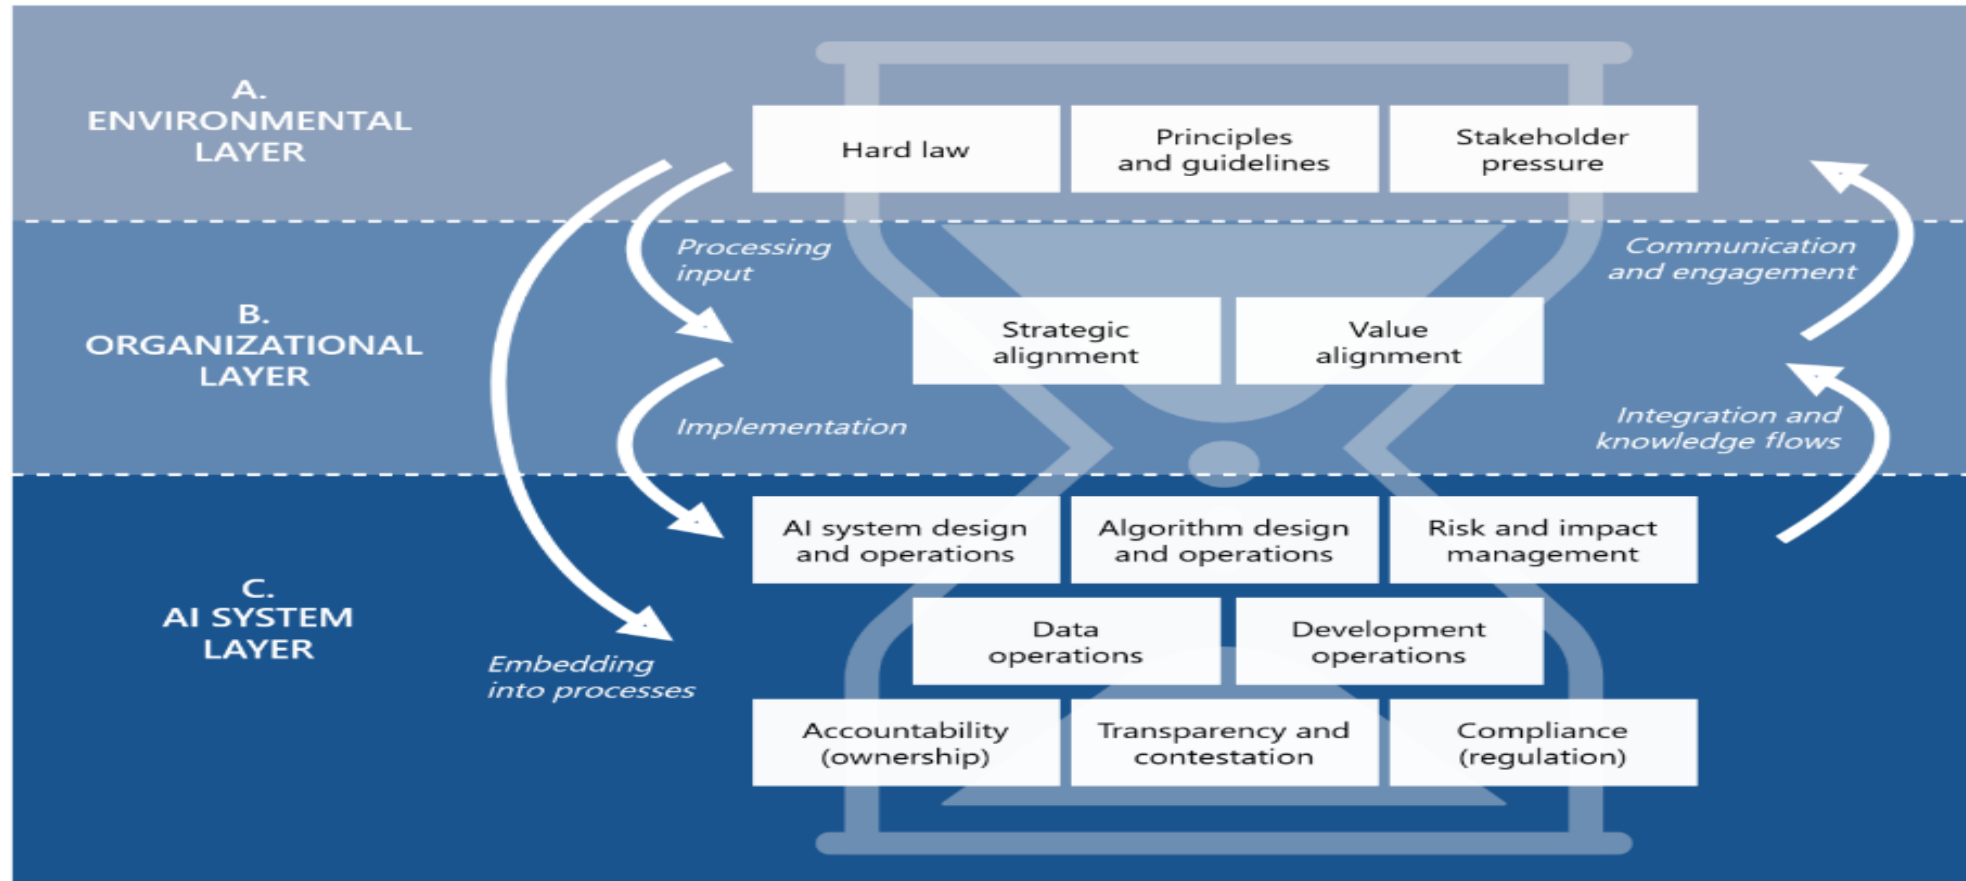 A.
ENVIRONMENTAL
LAYER
Hard law
Principles
and guidelines
Stakeholder
pressure
Processing
input
Communication
and engagement
B.
ORGANIZATIONAL
LAYER
Strategic
alignment
Value
alignment
Implementation
Integration and
knowledge flows
C.
AI SYSTEM
LAYER
AI system design
and operations
Algorithm design
and operations
Risk and impact
management
Data
operations
Development
operations
Embedding
into processes
Accountability
(ownership)
Transparency and
contestation
Compliance
(regulation)